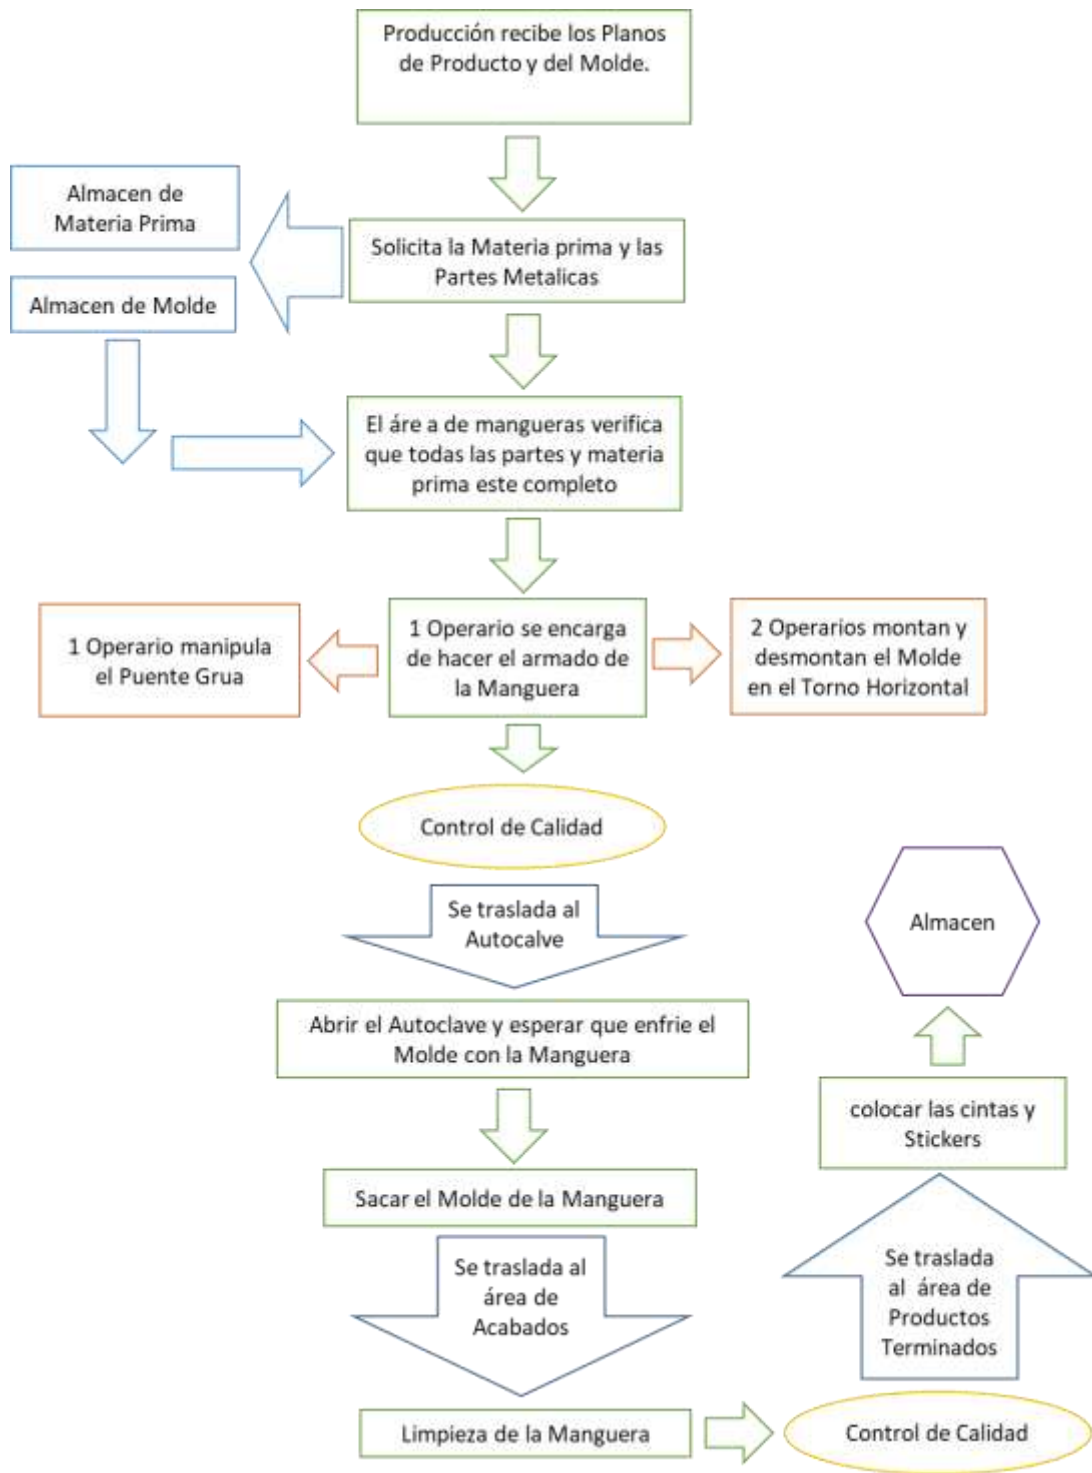 Producción recibe los Planos
de Producto y del Molde.
Almacen de
Materia Prima
Solicita la Materia prima y las
Partes Metalicas
Almacen de Molde
El áre a de mangueras verifica
que todas las partes y materia
prima este completo
1 Operario manipula
el Puente Grua
1 Operario se encarga
de hacer el armado de
la Manguera
2 Operarios montan y
desmontan el Molde
en el Torno Horizontal
Control de Calidad
Se traslada al
Autocalve
Abrir el Autoclave y esperar que enfrie el
Molde con la Manguera
Sacar el Molde de la Manguera
Se traslada al
área de
Acabados
Limpieza de la Manguera
Control de Calidad
Se traslada
al área de
Productos
Terminados
colocar las cintas y
Stickers
Almacen